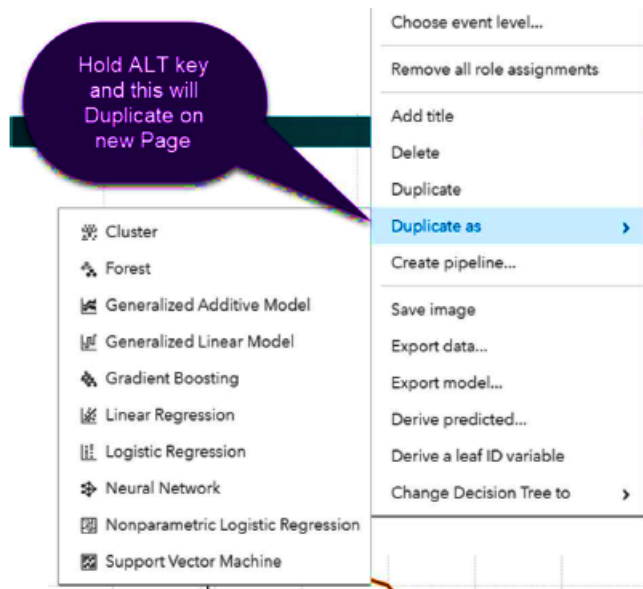 Hold ALT key
and this will
Duplicate on
new Page
Choose event level...
Remove all role assignments
Add title
Delete
Duplicate
Duplicate as
Create pipeline...
Save image
Export data...
Export model...
Derive predicted...
Derive a leaf ID variable
Change Decision Tree to
Cluster
Forest
Generalized Additive Model
Generalized Linear Model
Gradient Boosting
Linear Regression
Logistic Regression
Neural Network
Nonparametric Logistic Regression
Support Vector Machine